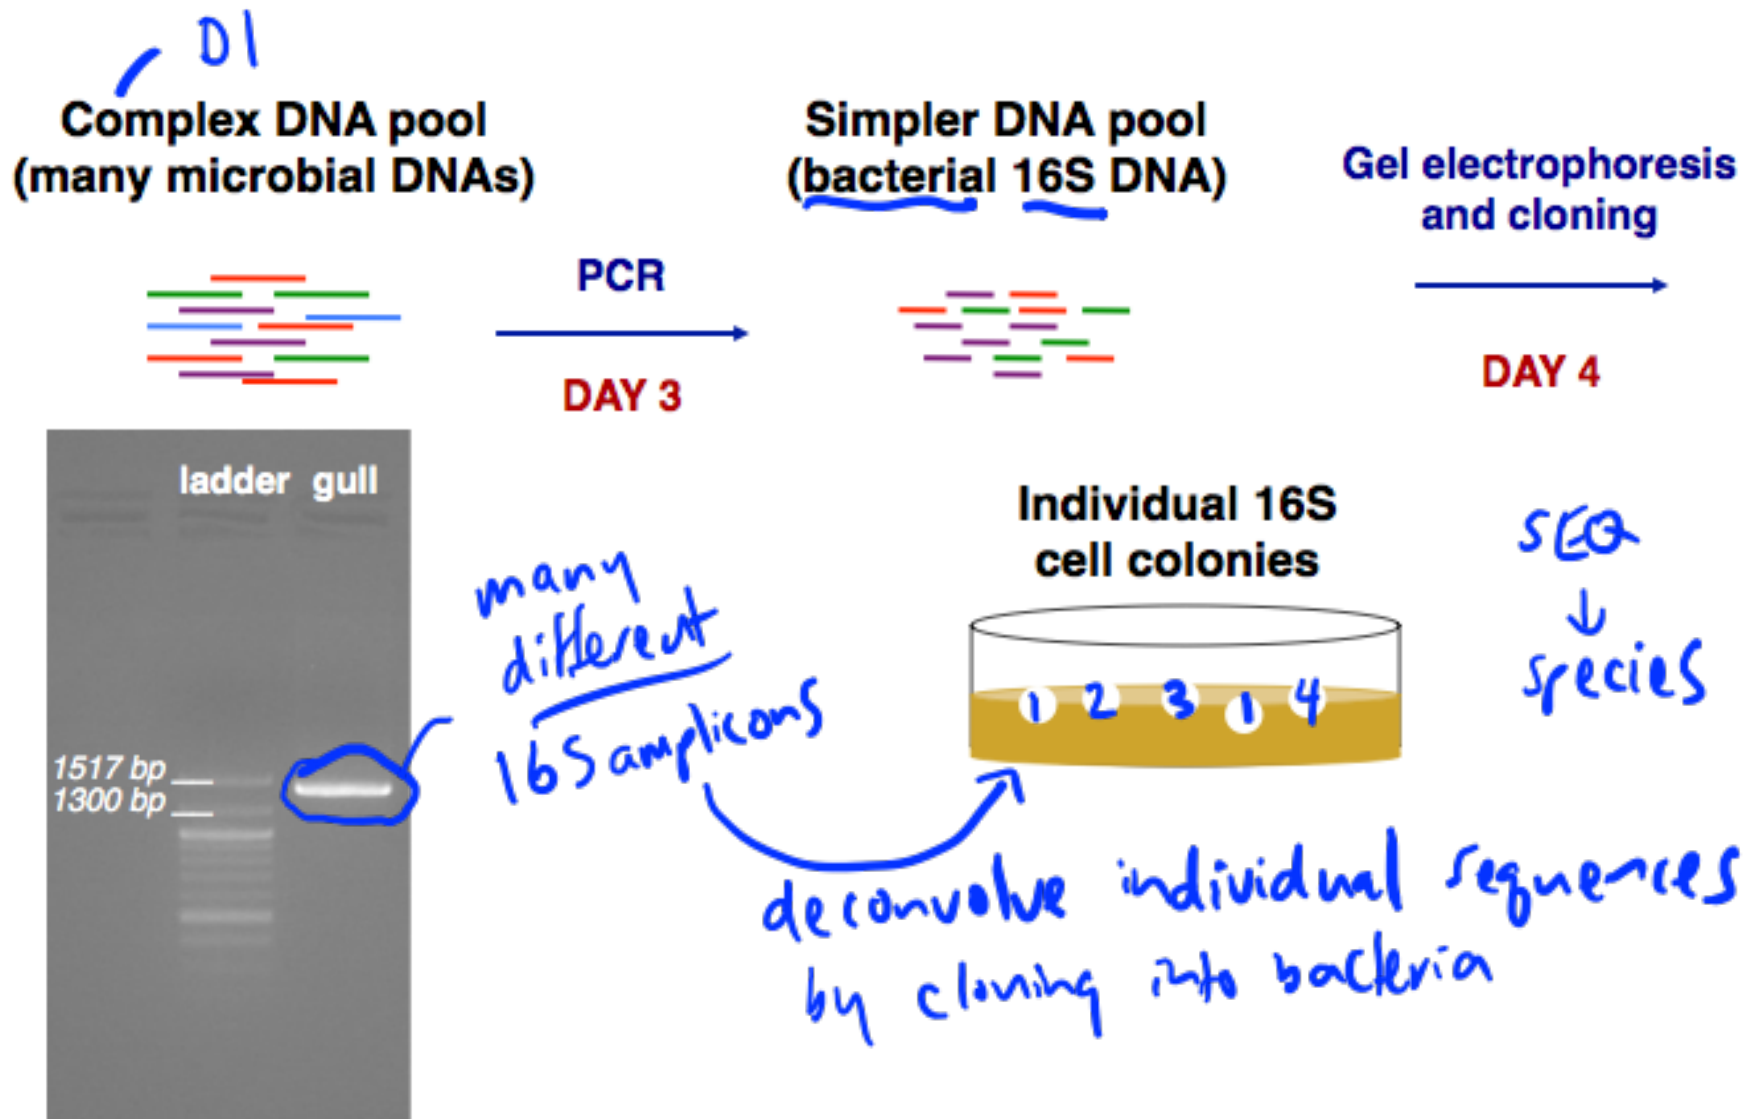 D1
Complex DNA pool
(many microbial DNAs)
PCR
DAY 3
Simpler DNA pool
(bacterial 16S DNA)
Gel electrophoresis
and cloning
DAY 4
ladder gull
1517 bp
1300 bp
many
different
16S amplicons
Individual 16S
cell colonies
1 2 3 1 4
SEQ
↓
species
deconvolve individual sequences
by cloning into bacteria